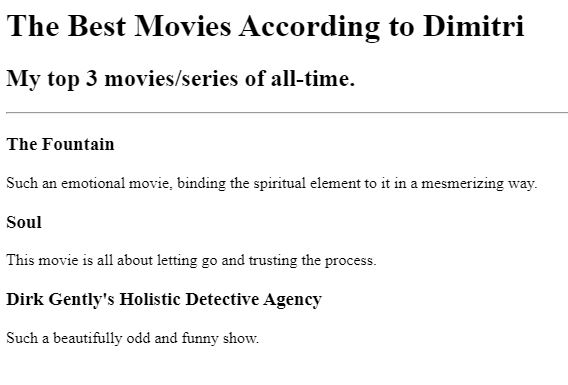 The Best Movies According to Dimitri
My top 3 movies/series of all-time.
The Fountain
Such an emotional movie, binding the spiritual element to it in a mesmerizing way.
Soul
This movie is all about letting go and trusting the process.
Dirk Gently's Holistic Detective Agency
Such a beautifully odd and funny show.